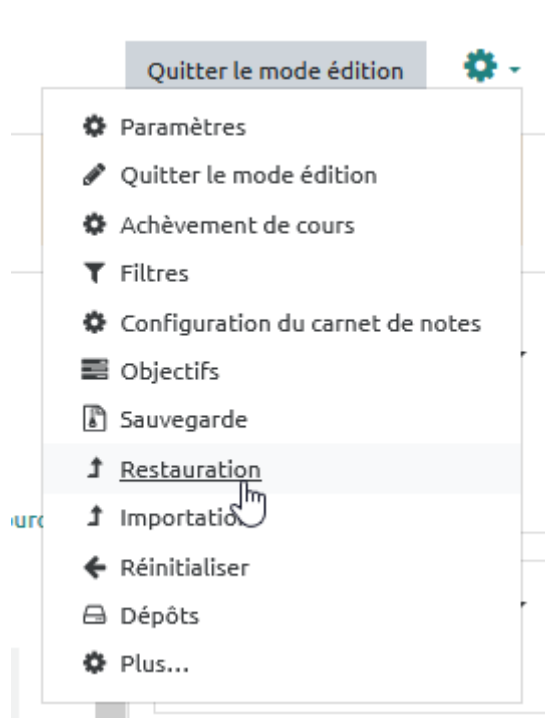 Quitter le mode édition
Paramètres
Quitter le mode édition
Achèvement de cours
Filtres
Configuration du carnet de notes
Objectifs
Sauvegarde
Restauration
Importation
Réinitialiser
Dépôts
Plus...